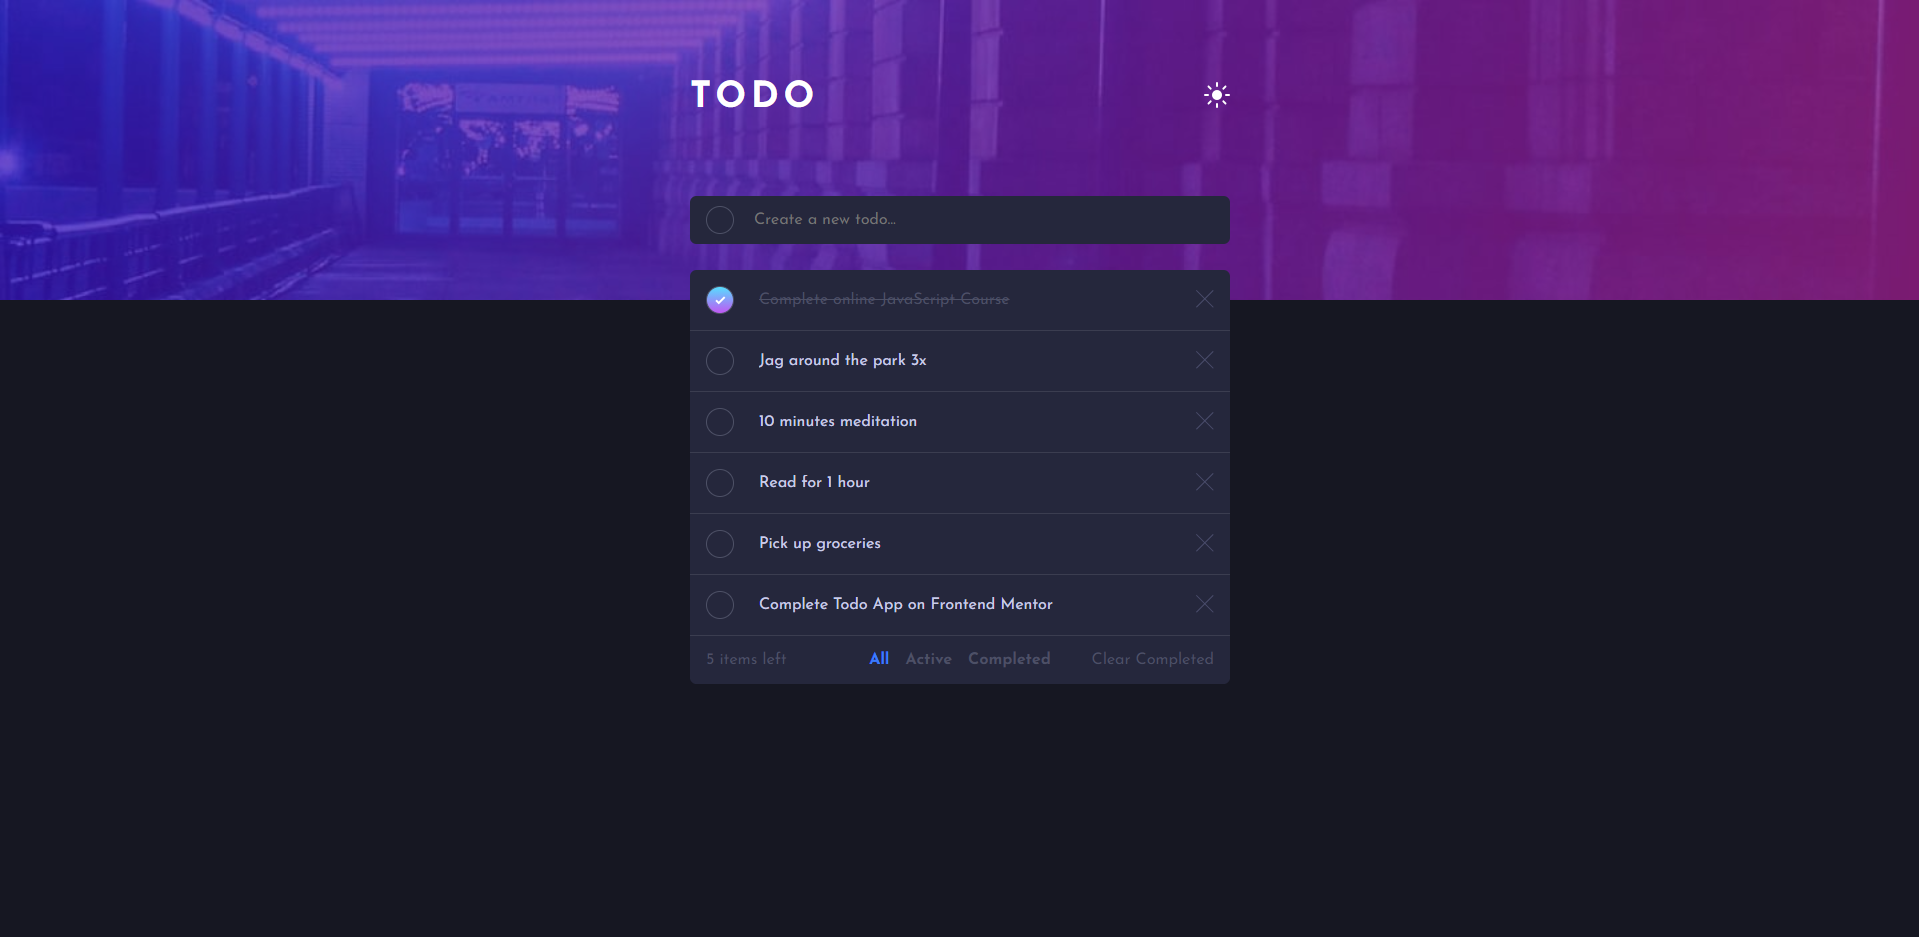 TODO
Create a new todo...
Complete online JavaScript Course
Jag around the park 3x
10 minutes meditation
Read for 1 hour
Pick up groceries
Complete Todo App on Frontend Mentor
5 items left All Active Completed Clear Completed